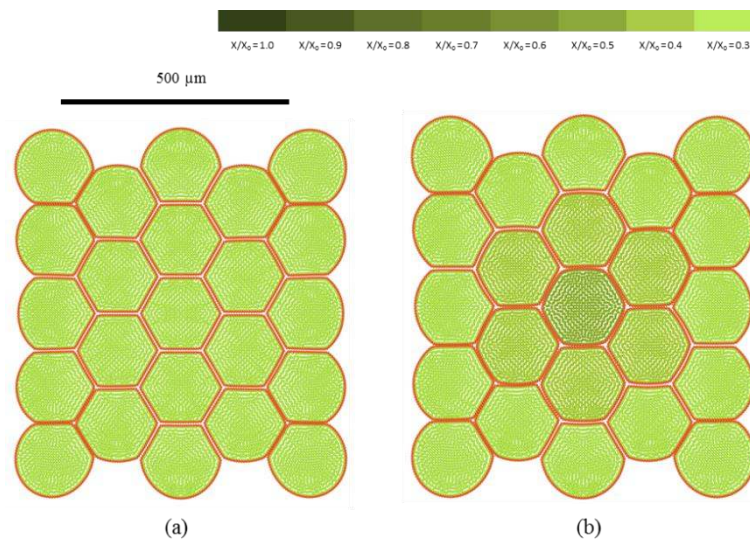 X/X₀ = 1.0 X/X₀ = 0.9 X/X₀ = 0.8 X/X₀ = 0.7 X/X₀ = 0.6 X/X₀ = 0.5 X/X₀ = 0.4 X/X₀ = 0.3
500 µm
(a) (b)